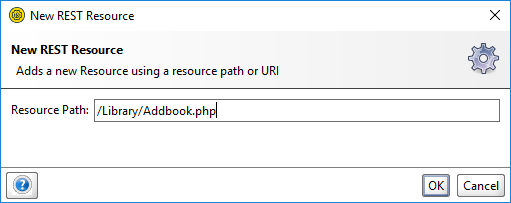 New REST Resource
New REST Resource
Adds a new Resource using a resource path or URI
Resource Path: /Library/Addbook.php
?
OK Cancel